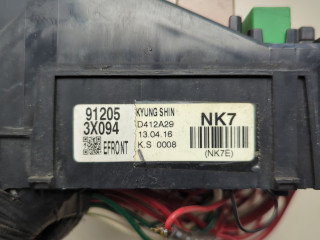 91205
3X094
EFRONT
KYUNG SHIN
D412A29
13.04.16
K.S 0008
NK7
(NK7E)